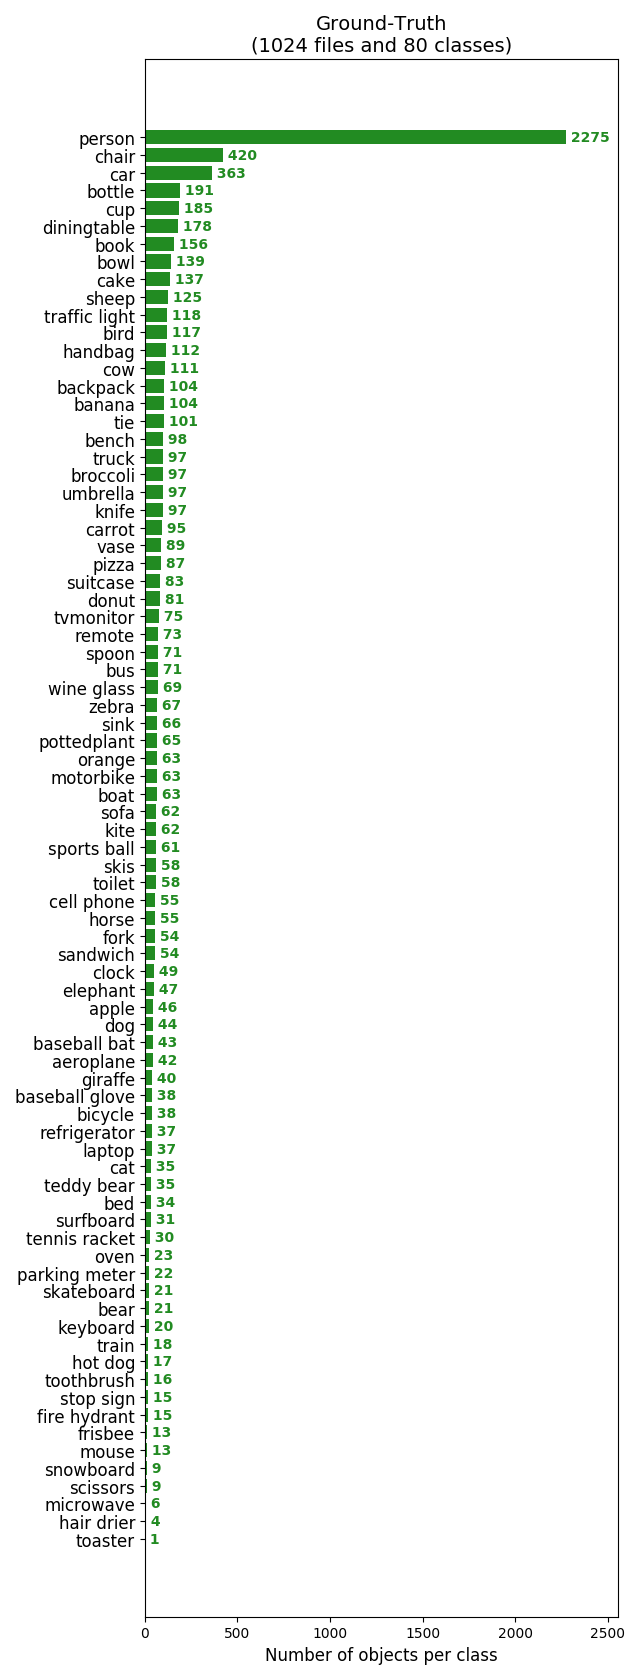 Ground-Truth
(1024 files and 80 classes)
person 2275
chair 420
car 363
bottle 191
cup 185
diningtable 178
book 156
bowl 139
cake 137
sheep 125
traffic light 118
bird 117
handbag 112
cow 111
backpack 104
banana 104
tie 101
bench 98
truck 97
broccoli 97
umbrella 97
knife 97
carrot 95
vase 89
pizza 87
suitcase 83
donut 81
tvmonitor 75
remote 73
spoon 71
bus 71
wine glass 69
zebra 67
sink 66
pottedplant 65
orange 63
motorbike 63
boat 63
sofa 62
kite 62
sports ball 61
skis 58
toilet 58
cell phone 55
horse 55
fork 54
sandwich 54
clock 49
elephant 47
apple 46
dog 44
baseball bat 43
aeroplane 42
giraffe 40
baseball glove 38
bicycle 38
refrigerator 37
laptop 37
cat 35
teddy bear 35
bed 34
surfboard 31
tennis racket 30
oven 23
parking meter 22
skateboard 21
bear 21
keyboard 20
train 18
hot dog 17
toothbrush 16
stop sign 15
fire hydrant 15
frisbee 13
mouse 13
snowboard 9
scissors 9
microwave 6
hair drier 4
toaster 1
0 500 1000 1500 2000 2500
Number of objects per class